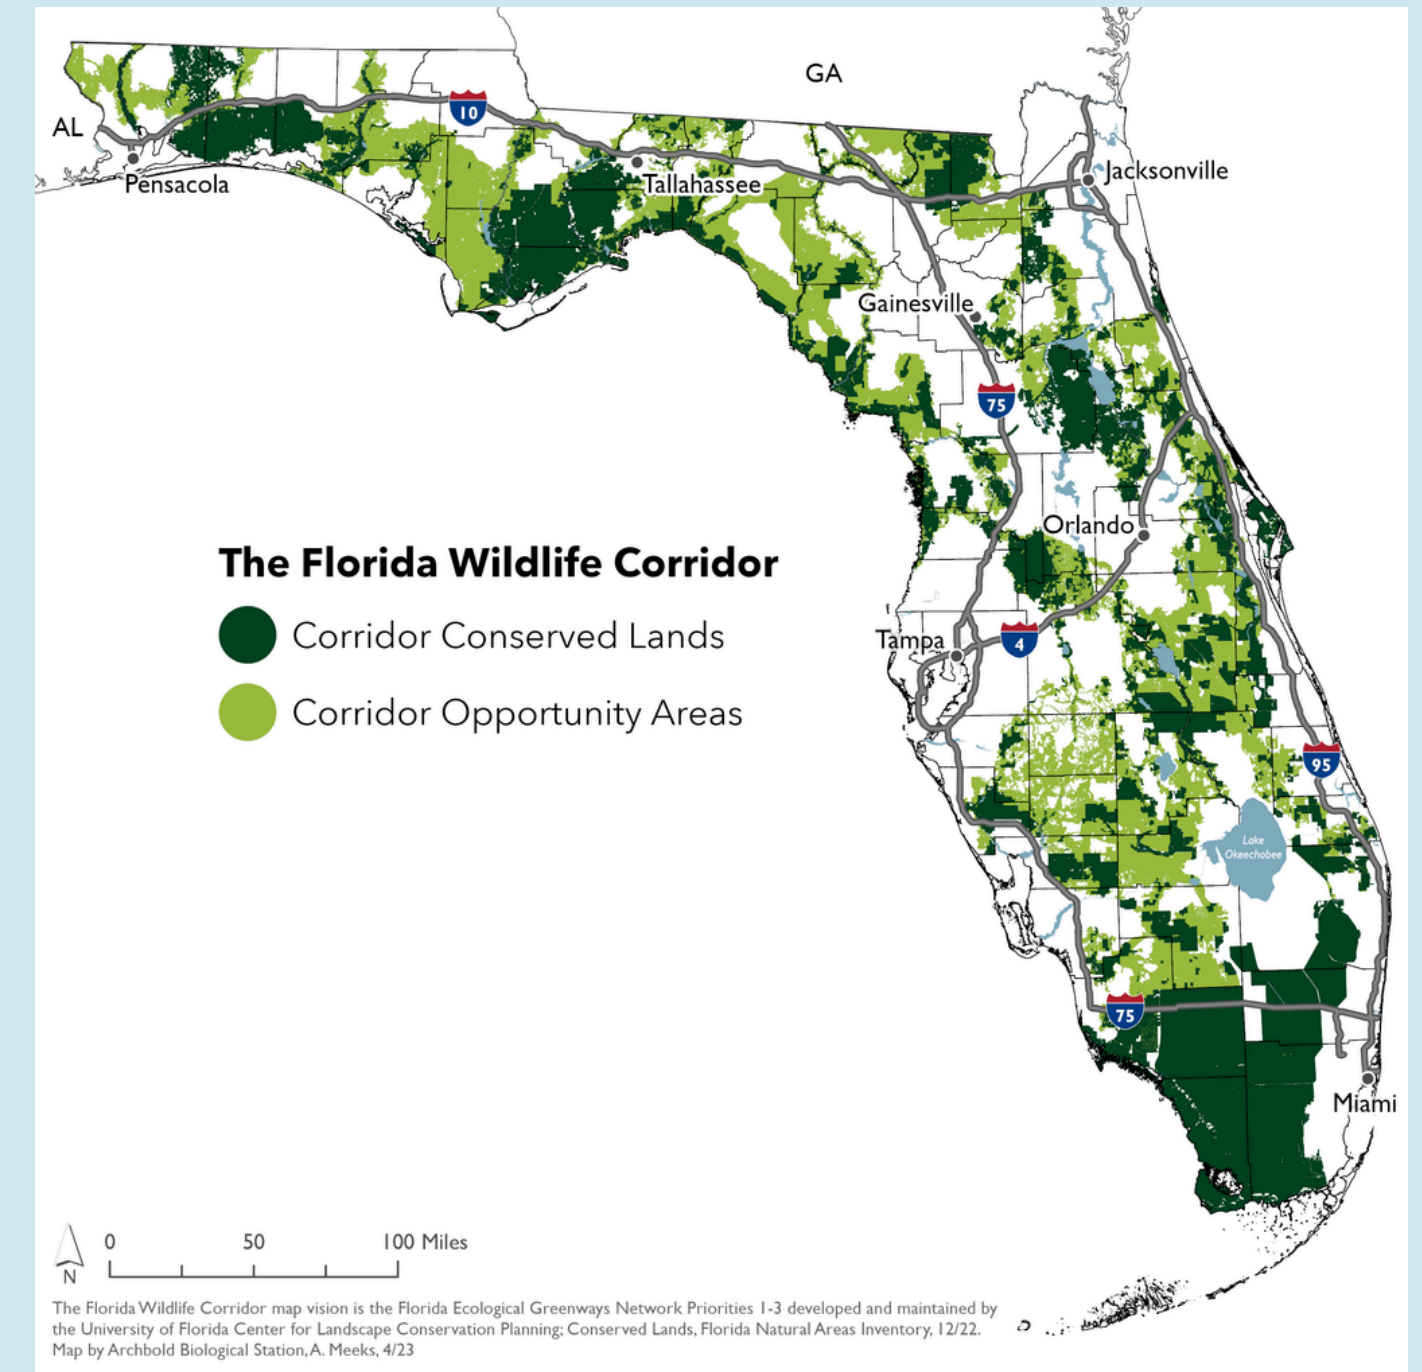 GA
10
AL
Pensacola
Tallahassee
Jacksonville
Gainesville
75
Orlando
The Florida Wildlife Corridor
Corridor Conserved Lands
Corridor Opportunity Areas
Tampa
4
95
Lake
Okeechobee
75
Miami
0 50 100 Miles
N
The Florida Wildlife Corridor map vision is the Florida Ecological Greenways Network Priorities 1-3 developed and maintained by
the University of Florida Center for Landscape Conservation Planning; Conserved Lands, Florida Natural Areas Inventory, 12/22.
Map by Archbold Biological Station, A. Meeks, 4/23